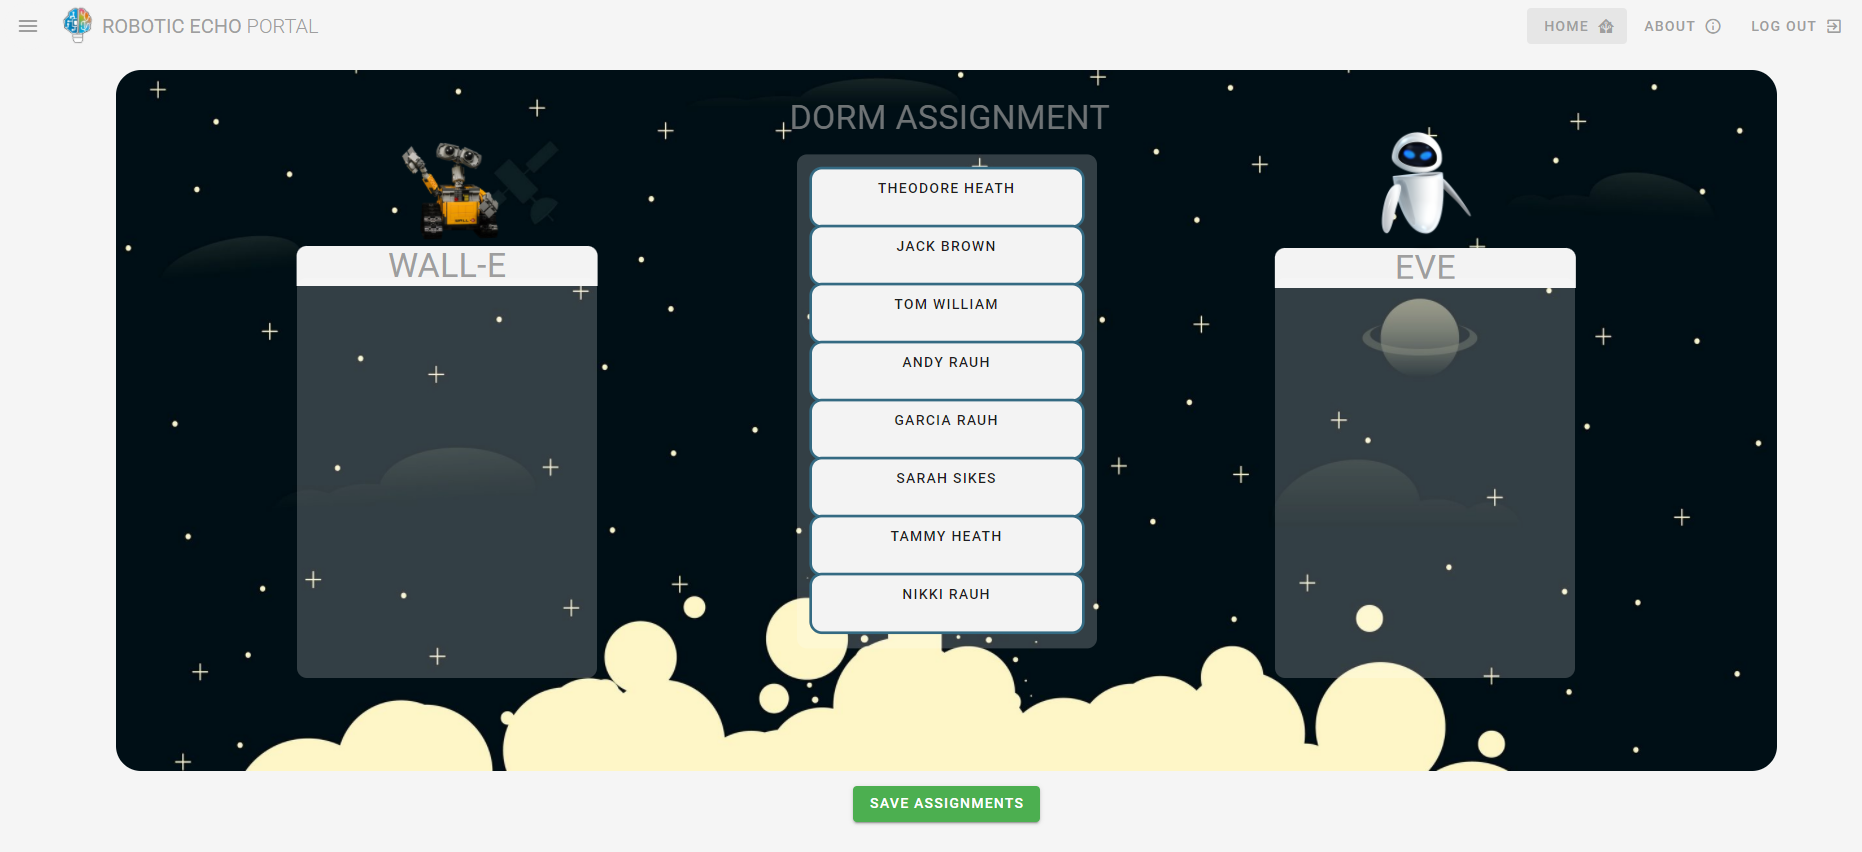 ROBOTIC ECHO PORTAL
HOME
ABOUT
LOG OUT
DORM ASSIGNMENT
WALL-E
THEODORE HEATH
JACK BROWN
TOM WILLIAM
ANDY RAUH
GARCIA RAUH
SARAH SIKES
TAMMY HEATH
NIKKI RAUH
EVE
SAVE ASSIGNMENTS